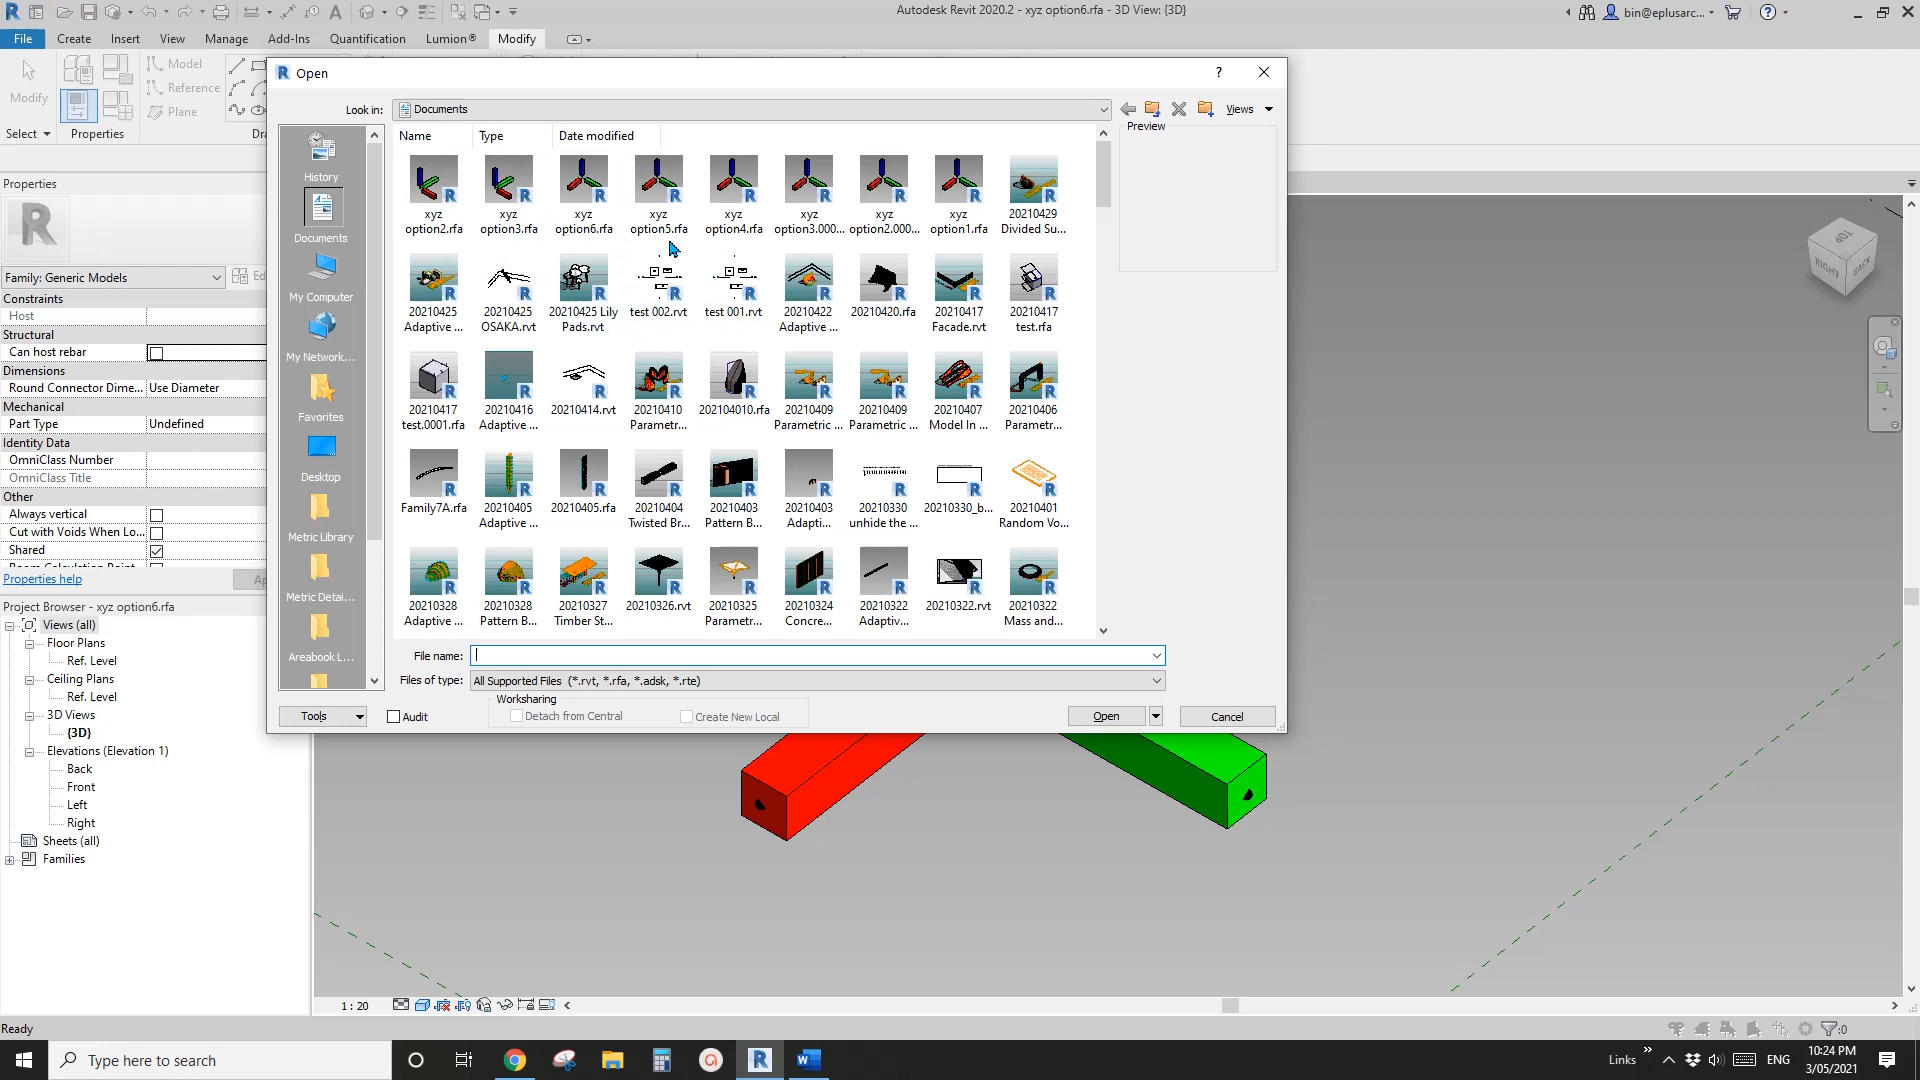 Autodesk Revit 2020.2 - xyz option6.rfa - 3D View: {3D}
bin@eplusarc...
File
Create
Insert
View
Manage
Add-Ins
Quantification
Lumion®
Modify
Modify
Model
Reference
Plane
Select
Properties
Dra
Open
?
Look in:
Documents
Views
Preview
Name
Type
Date modified
History
Documents
My Computer
My Network...
Favorites
Desktop
Metric Library
Metric Detai...
Areabook L...
xyz
option2.rfa
xyz
option3.rfa
xyz
option6.rfa
xyz
option5.rfa
xyz
option4.rfa
xyz
option3.000...
xyz
option2.000...
xyz
option1.rfa
20210429
Divided Su...
20210425
Adaptive ...
20210425
OSAKA.rvt
20210425 Lily
Pads.rvt
test 002.rvt
test 001.rvt
20210422
Adaptive ...
20210420.rfa
20210417
Facade.rvt
20210417
test.rfa
20210417
test.0001.rfa
20210416
Adaptive ...
20210414.rvt
20210410
Parametr...
202104010.rfa
20210409
Parametric ...
20210409
Parametric ...
20210407
Model In ...
20210406
Parametr...
Family7A.rfa
20210405
Adaptive ...
20210405.rfa
20210404
Twisted Br...
20210403
Pattern B...
20210403
Adapti...
20210330
unhide the ...
20210330_b...
20210401
Random Vo...
20210328
Adaptive ...
20210328
Pattern B...
20210327
Timber St...
20210326.rvt
20210325
Parametr...
20210324
Concre...
20210322
Adaptiv...
20210322.rvt
20210322
Mass and...
File name:
Files of type:
All Supported Files (*.rvt, *.rfa, *.adsk, *.rte)
Tools
Audit
Worksharing
Detach from Central
Create New Local
Open
Cancel
Properties
Family: Generic Models
Ed
Constraints
Host
Structural
Can host rebar
Dimensions
Round Connector Dime...
Use Diameter
Mechanical
Part Type
Undefined
Identity Data
OmniClass Number
OmniClass Title
Other
Always vertical
Cut with Voids When Lo...
Shared
Properties help
Ap
Project Browser - xyz option6.rfa
Views (all)
Floor Plans
Ref. Level
Ceiling Plans
Ref. Level
3D Views
{3D}
Elevations (Elevation 1)
Back
Front
Left
Right
Sheets (all)
Families
TOP
RIGHT
BACK
1 : 20
Ready
:0
Type here to search
Links
ENG
10:24 PM
3/05/2021